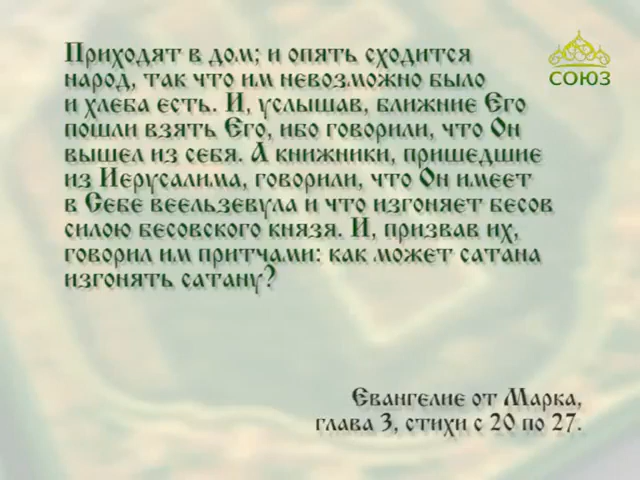 Приходят в дом; и опять сходится
народ, так что им невозможно было
и хлеба есть. И, услышав, ближние Его
пошли взять Его, ибо говорили, что Он
вышел из себя. А книжники, пришедшие
из Иерусалима, говорили, что Он имеет
в Себе веельзевула и что изгоняет бесов
силою бесовского князя. И, призвав их,
говорил им притчами: как может сатана
изгонять сатану?
СОЮЗ
Евангелие от Марка,
глава 3, стихи с 20 по 27.